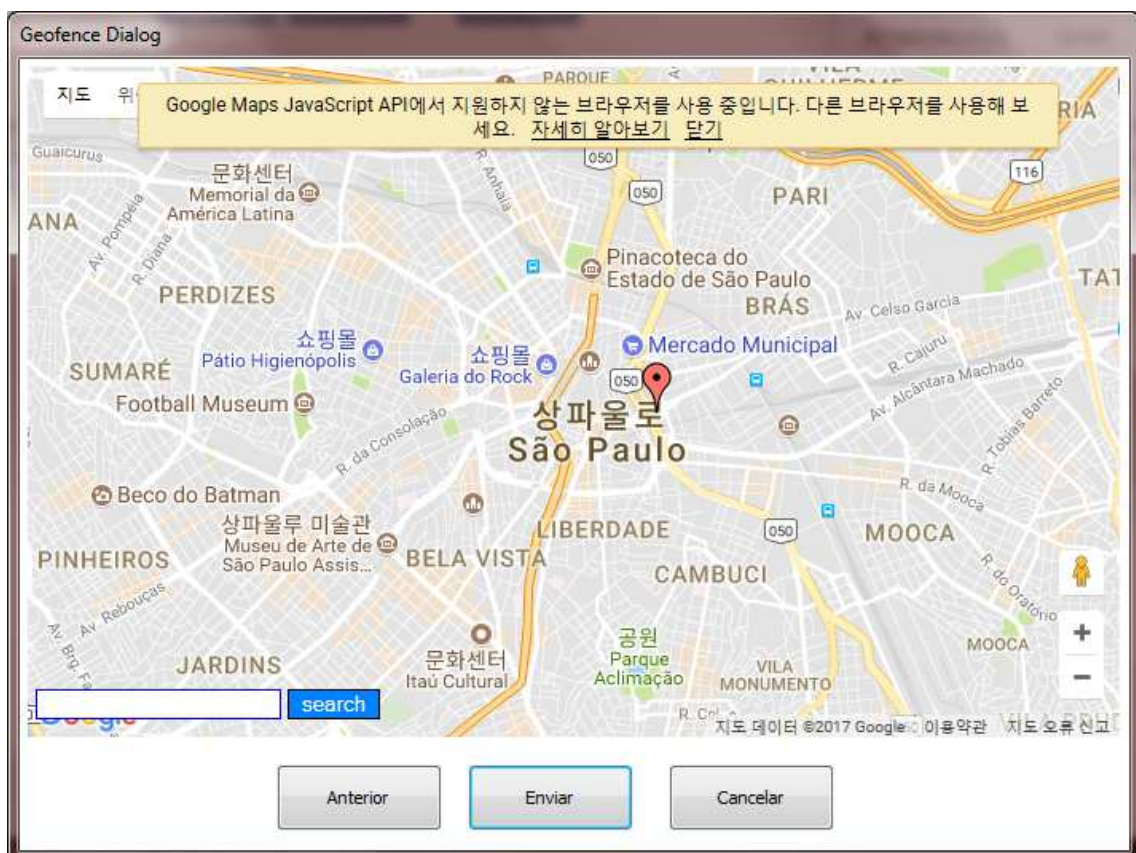 Geofence Dialog
지도
Google Maps JavaScript API에서 지원하지 않는 브라우저를 사용 중입니다. 다른 브라우저를 사용해 보
세요. 자세히 알아보기 닫기
PARQUE
VILA
RIA
Guaicurus
050
116
문화센터
Memorial da
América Latina
R. Anhaia
050
PARI
ANA
Av. Pompéia
R. Diana
Pinacoteca do
Estado de São Paulo
TAT
PERDIZES
BRÁS
Av. Celso Garcia
쇼핑몰
Pátio Higienópolis
쇼핑몰
Galeria do Rock
Mercado Municipal
R. Cajuru
SUMARÉ
050
Av. Alcântara Machado
Football Museum
상파울로
São Paulo
R. da Consolação
R. Tobias Barreto
Beco do Batman
R. da Mooca
상파울루 미술관
Museu de Arte de
São Paulo Assis...
LIBERDADE
050
MOOCA
PINHEIROS
BELA VISTA
CAMBUCI
Av. Rebouças
R. do Oratório
문화센터
Itaú Cultural
공원
Parque
Aclimação
MOOCA
JARDINS
VILA
MONUMENTO
search
Google
지도 데이터 ©2017 Google
이용약관
지도 오류 신고
Anterior
Enviar
Cancelar